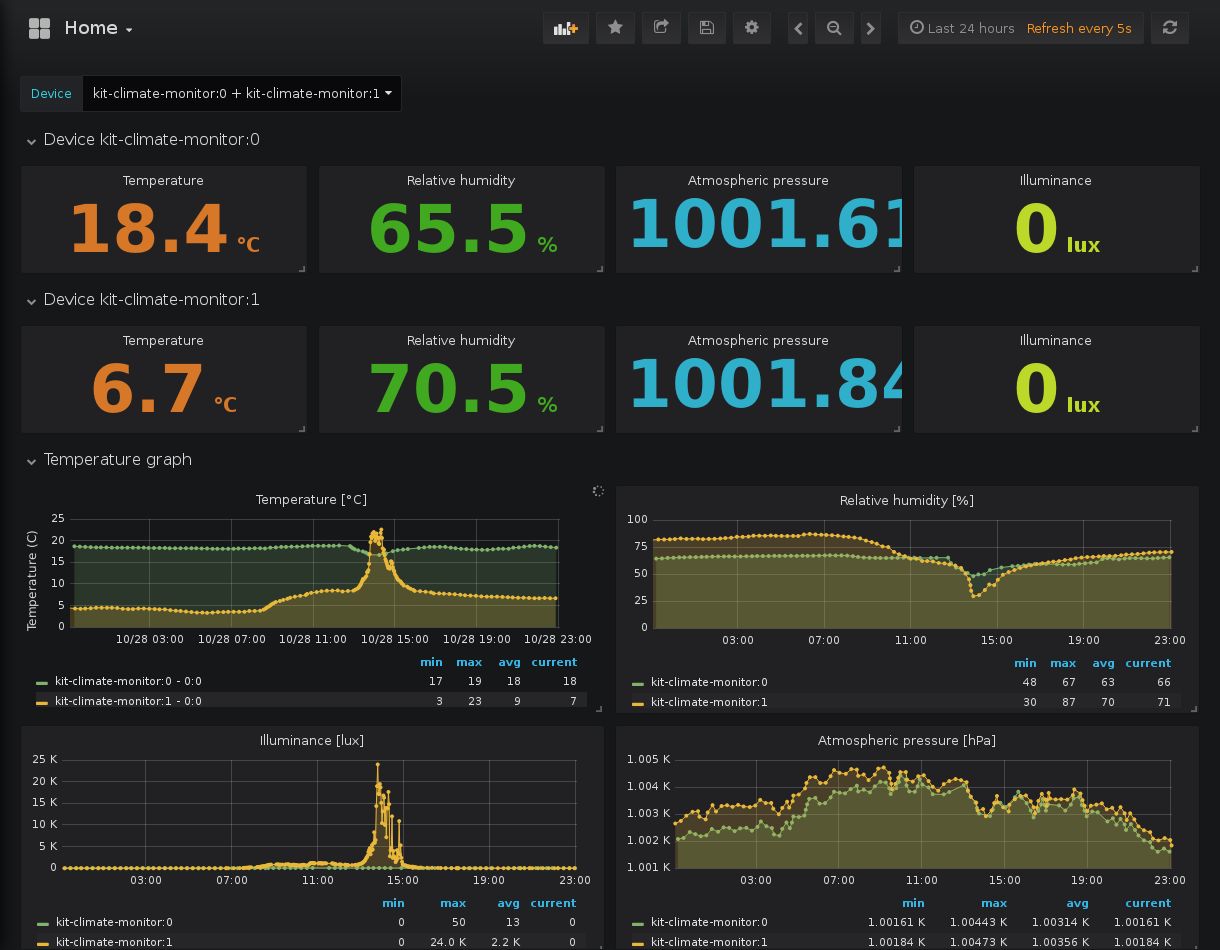 Home
Last 24 hours Refresh every 5s
Device kit-climate-monitor:0 + kit-climate-monitor:1
Device kit-climate-monitor:0
Temperature Relative humidity Atmospheric pressure Illuminance
18.4 °C 65.5 % 1001.61 0 lux
Device kit-climate-monitor:1
Temperature Relative humidity Atmospheric pressure Illuminance
6.7 °C 70.5 % 1001.84 0 lux
Temperature graph
Temperature [°C]
Temperature (C)
25
20
15
10
5
0
10/28 03:00 10/28 07:00 10/28 11:00 10/28 15:00 10/28 19:00 10/28 23:00
min max avg current
kit-climate-monitor:0 - 0:0 17 19 18 18
kit-climate-monitor:1 - 0:0 3 23 9 7
Relative humidity [%]
100
75
50
25
0
03:00 07:00 11:00 15:00 19:00 23:00
min max avg current
kit-climate-monitor:0 48 67 63 66
kit-climate-monitor:1 30 87 70 71
Illuminance [lux]
25 K
20 K
15 K
10 K
5 K
0
03:00 07:00 11:00 15:00 19:00 23:00
min max avg current
kit-climate-monitor:0 0 50 13 0
kit-climate-monitor:1 0 24.0 K 2.2 K 0
Atmospheric pressure [hPa]
1.005 K
1.004 K
1.003 K
1.002 K
1.001 K
03:00 07:00 11:00 15:00 19:00 23:00
min max avg current
kit-climate-monitor:0 1.00161 K 1.00443 K 1.00314 K 1.00161 K
kit-climate-monitor:1 1.00184 K 1.00473 K 1.00356 K 1.00184 K